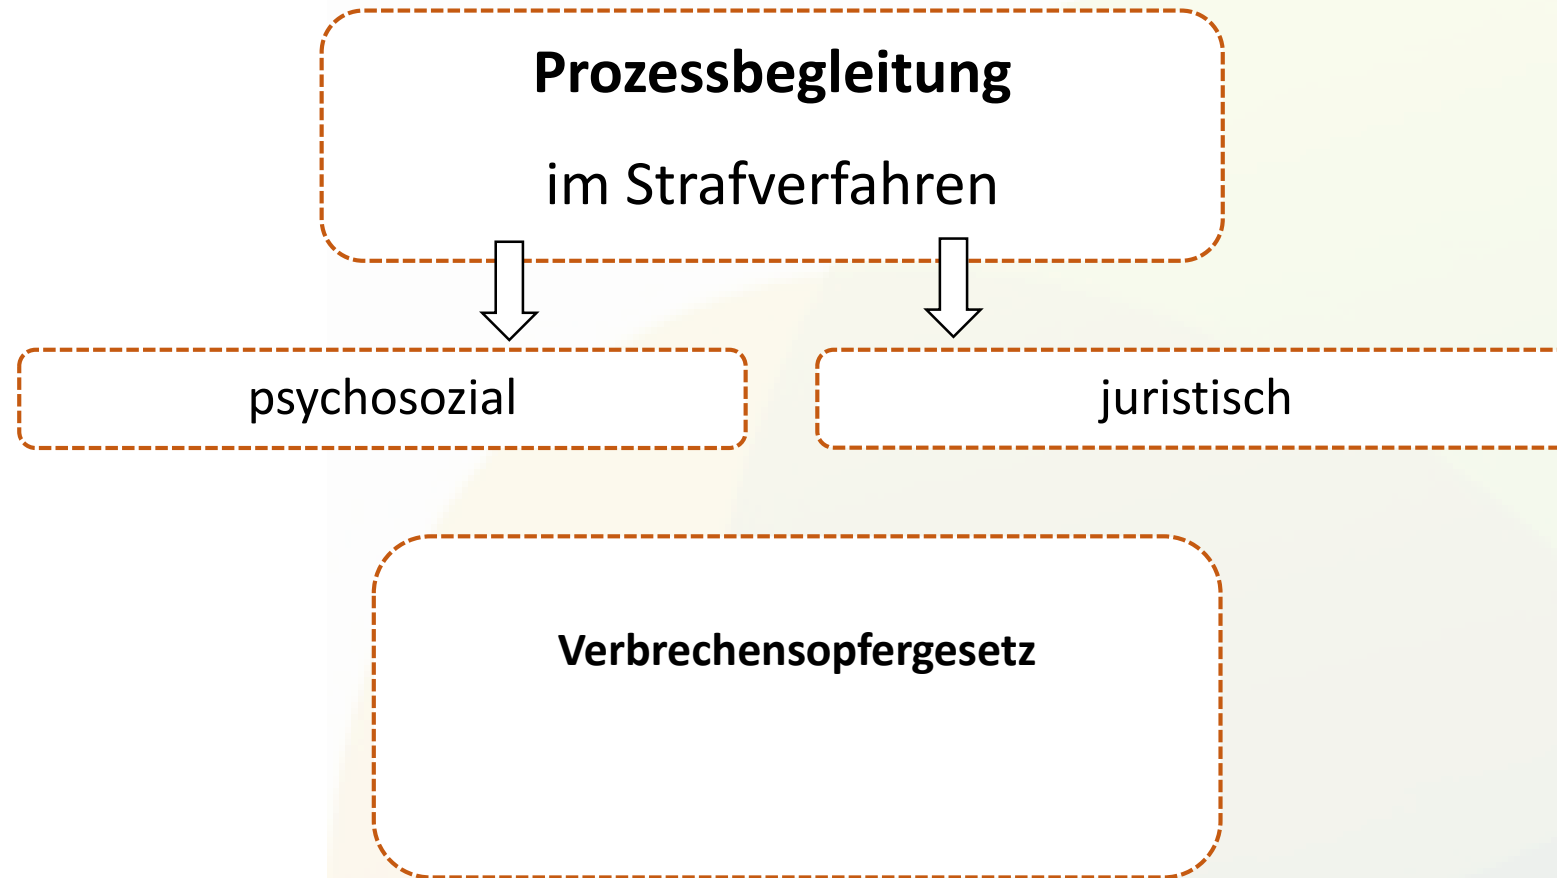 Prozessbegleitung
im Strafverfahren
psychosozial
juristisch
Verbrechensopfergesetz